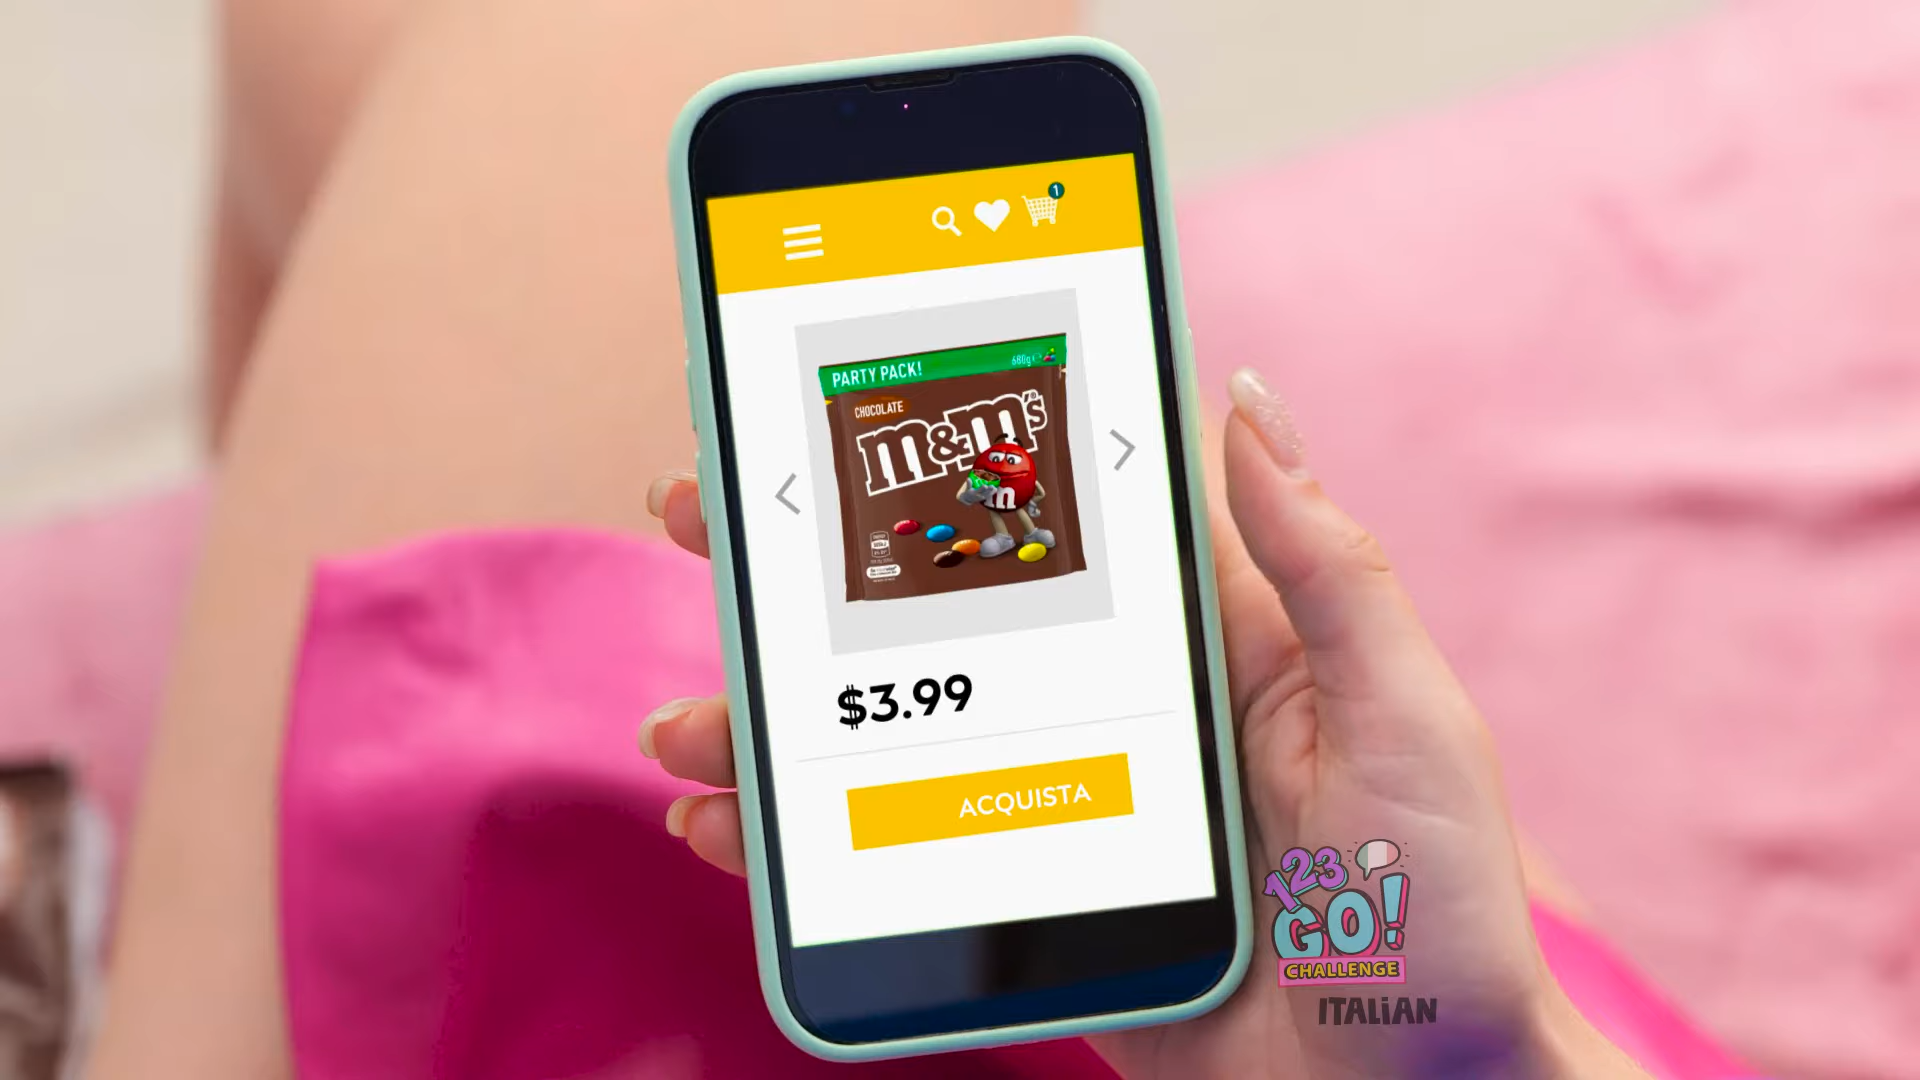 1
PARTY PACK!
680g
CHOCOLATE
m&m's
m
$3.99
ACQUISTA
123
GO!
CHALLENGE
ITALiAN